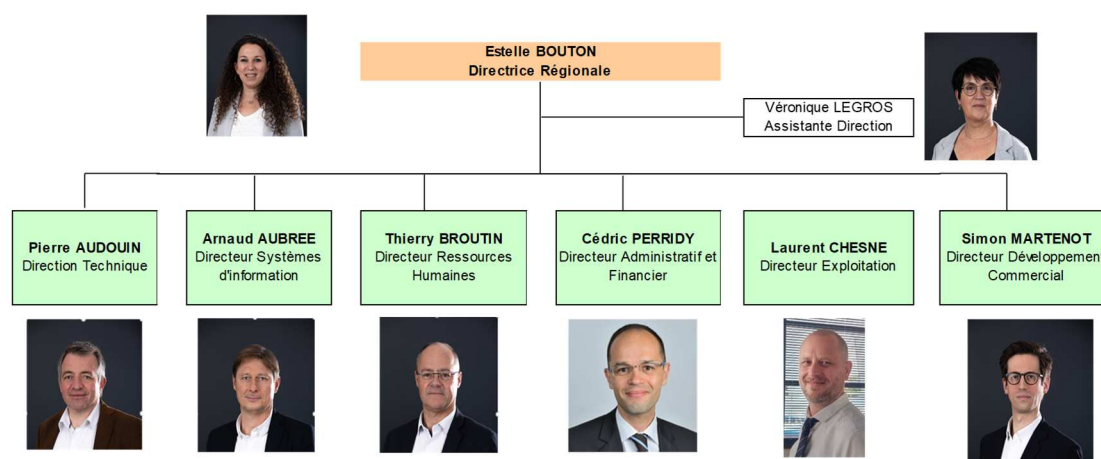 Estelle BOUTON
Directrice Régionale
Véronique LEGROS
Assistante Direction
Pierre AUDOUIN
Direction Technique
Arnaud AUBREE
Directeur Systèmes
d'information
Thierry BROUTIN
Directeur Ressources
Humaines
Cédric PERRIDY
Directeur Administratif et
Financier
Laurent CHESNE
Directeur Exploitation
Simon MARTENOT
Directeur Développement
Commercial